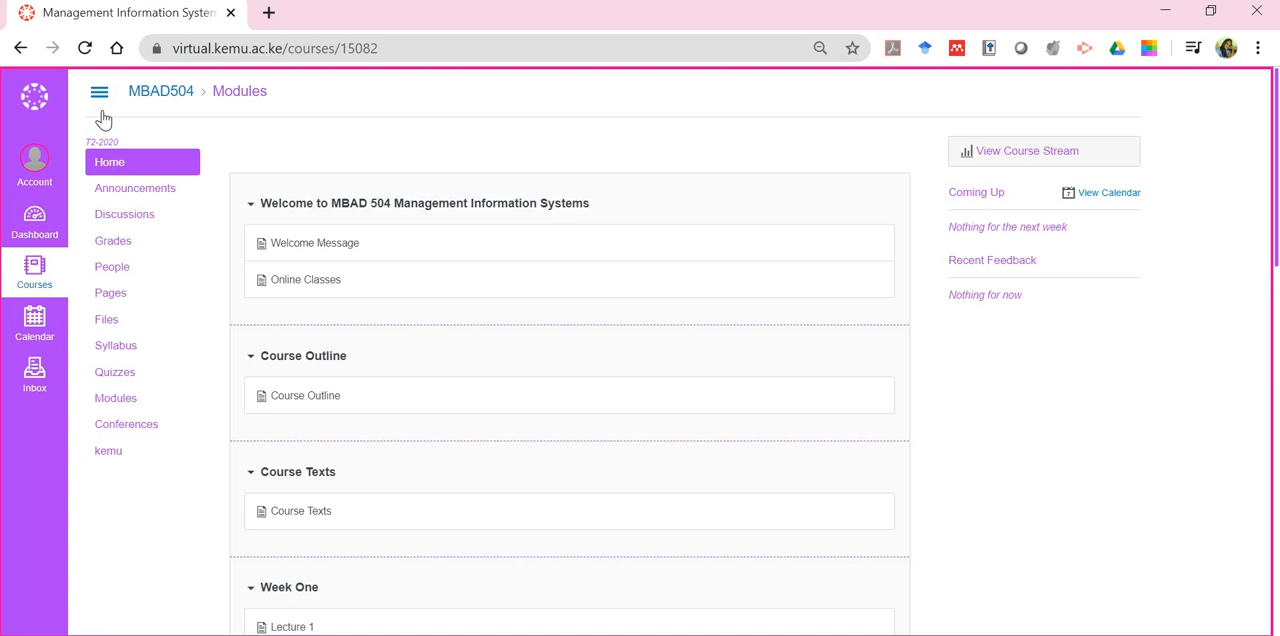 Management Information System
virtual.kemu.ac.ke/courses/15082
MBAD504 › Modules
T2-2020
Home
Announcements
Discussions
Grades
People
Pages
Files
Syllabus
Quizzes
Modules
Conferences
kemu
Account
Dashboard
Courses
Calendar
Inbox
Welcome to MBAD 504 Management Information Systems
Welcome Message
Online Classes
Course Outline
Course Outline
Course Texts
Course Texts
Week One
Lecture 1
View Course Stream
Coming Up
7 View Calendar
Nothing for the next week
Recent Feedback
Nothing for now